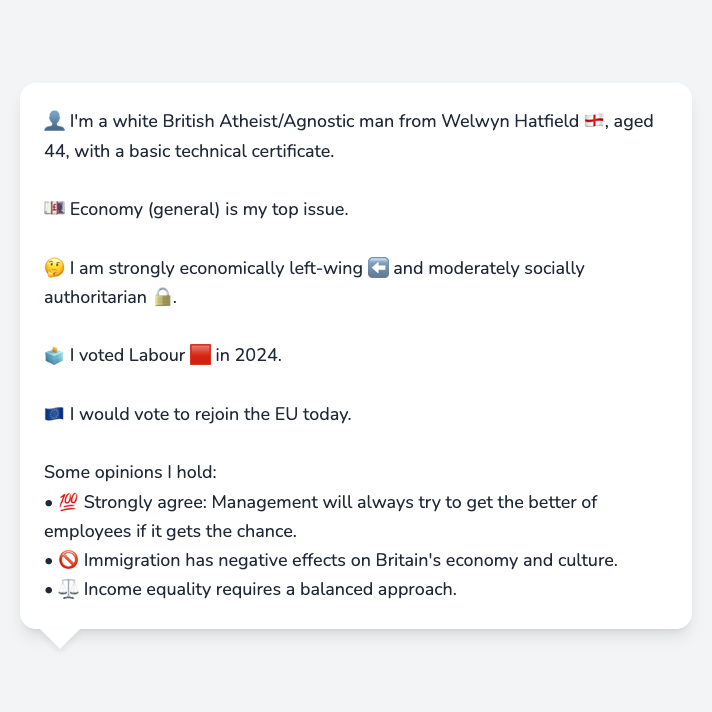 👤 I'm a white British Atheist/Agnostic man from Welwyn Hatfield 🏴󠁧󠁢󠁥󠁮󠁧󠁿, aged
44, with a basic technical certificate.
💷 Economy (general) is my top issue.
🤔 I am strongly economically left-wing ⬅️ and moderately socially
authoritarian 🔒.
🗳️ I voted Labour 🟥 in 2024.
🇪🇺 I would vote to rejoin the EU today.
Some opinions I hold:
• 💯 Strongly agree: Management will always try to get the better of
employees if it gets the chance.
• 🚫 Immigration has negative effects on Britain's economy and culture.
• ⚖️ Income equality requires a balanced approach.